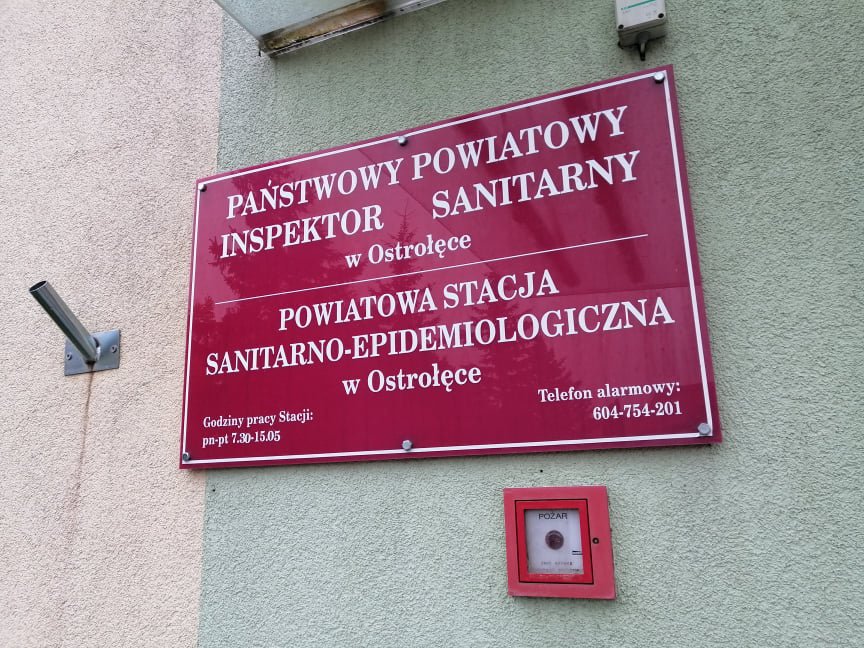 PAŃSTWOWY POWIATOWY
INSPEKTOR SANITARNY
w Ostrołęce
POWIATOWA STACJA
SANITARNO-EPIDEMIOLOGICZNA
w Ostrołęce
Godziny pracy Stacji:
pn-pt 7.30-15.05
Telefon alarmowy:
604-754-201
POŻAR